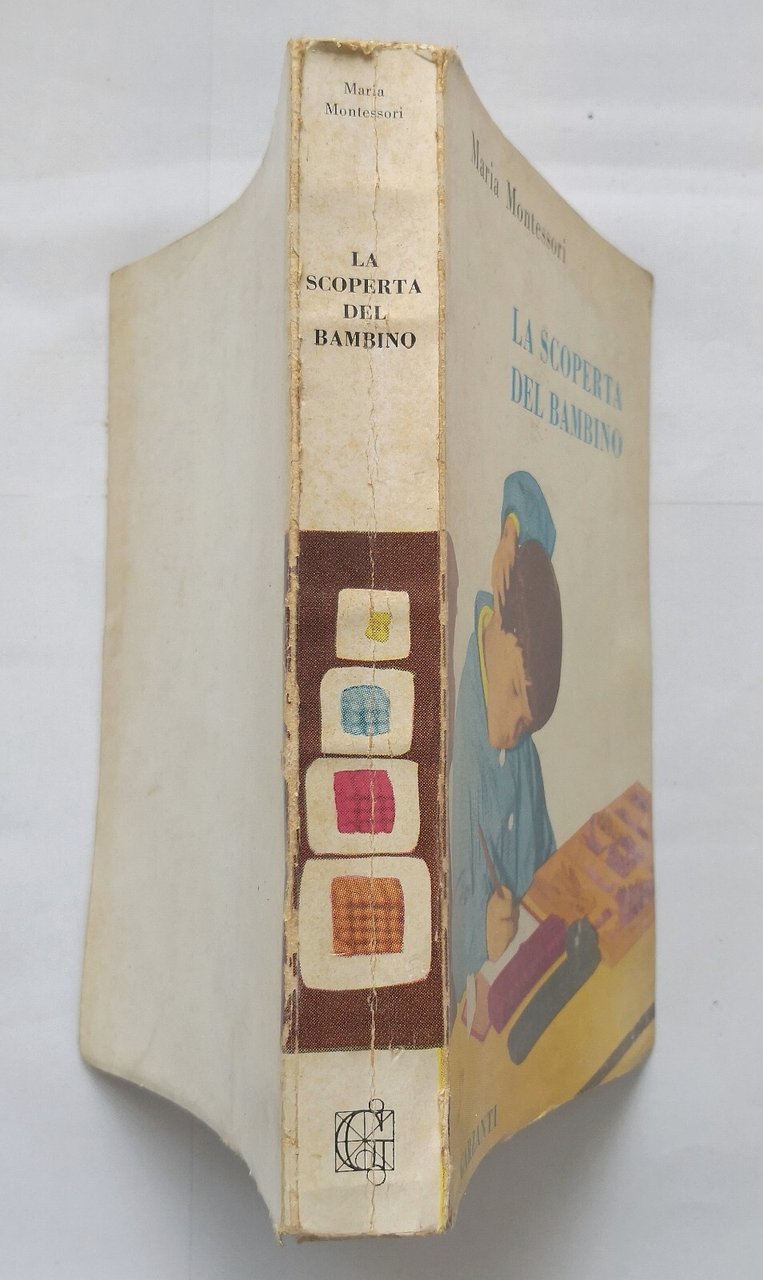 Maria
Montessori
LA
SCOPERTA
DEL
BAMBINO
G
Maria Montessori
LA SCOPERTA
DEL BAMBINO